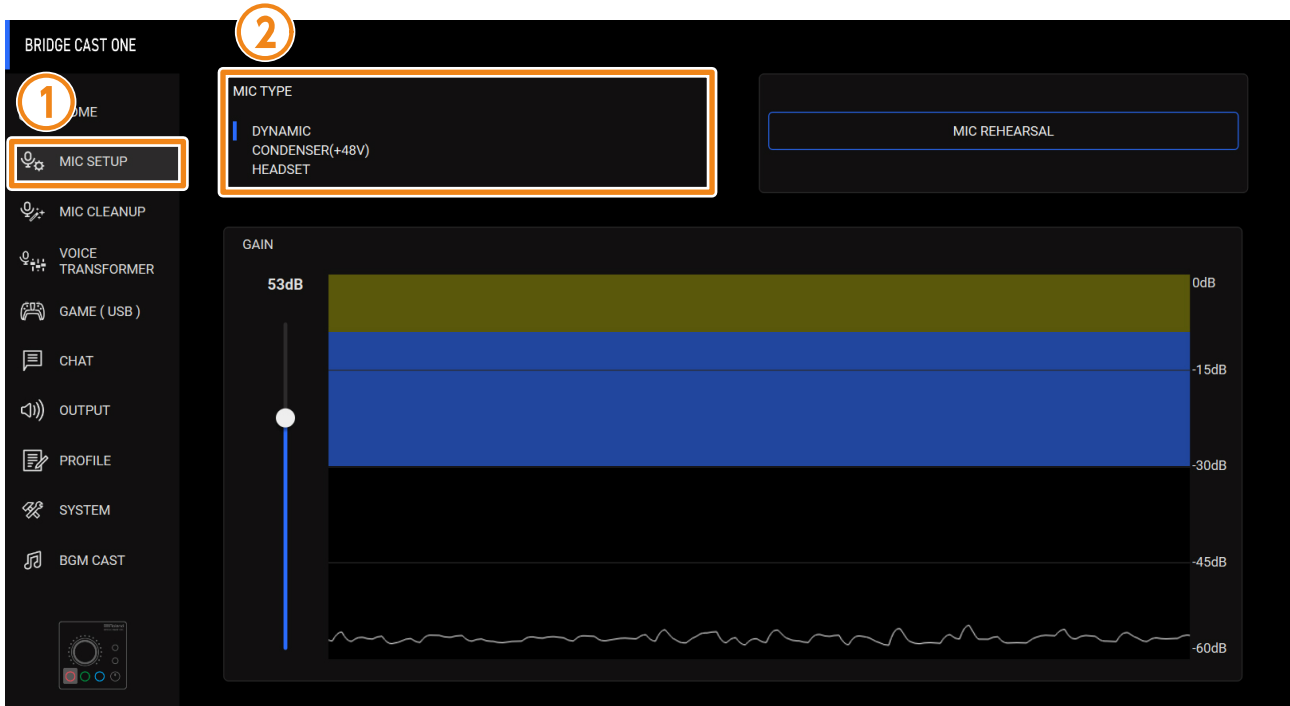 BRIDGE CAST ONE
2
1
OME
MIC SETUP
MIC CLEANUP
VOICE
TRANSFORMER
GAME ( USB )
CHAT
OUTPUT
PROFILE
SYSTEM
BGM CAST
MIC TYPE
DYNAMIC
CONDENSER(+48V)
HEADSET
MIC REHEARSAL
GAIN
53dB
0dB
-15dB
-30dB
-45dB
-60dB